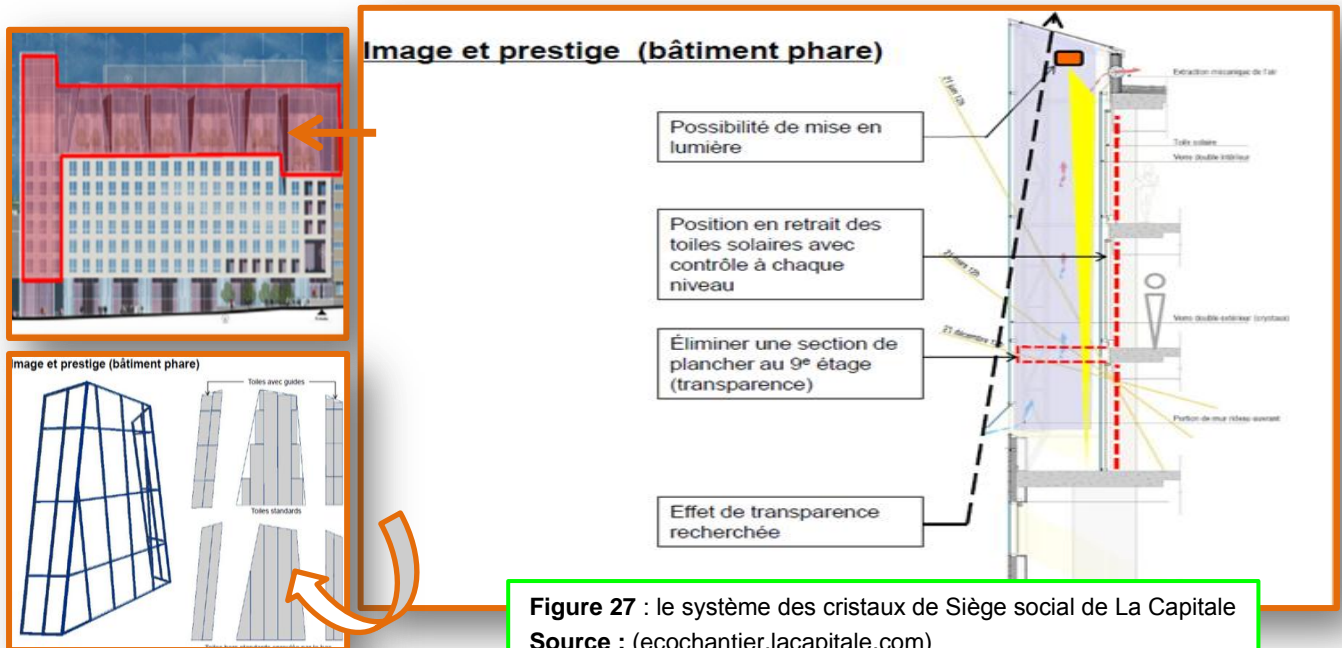 Image et prestige (bâtiment phare)
Possibilité de mise en
lumière
Position en retrait des
toiles solaires avec
contrôle à chaque
niveau
Éliminer une section de
plancher au 9e étage
(transparence)
Effet de transparence
recherchée
21 juin 12h
21 mars 12h
21 décembre
Extraction mécanique de l'air
Toile solaire
Verre double intérieur
Verre double extérieur (crystaux)
Portion de mur rideau ouvrant
Image et prestige (bâtiment phare)
Toiles avec guides
Toiles standards
Figure 27 : le système des cristaux de Siège social de La Capitale
Source : (ecochantier.lacapitale.com)